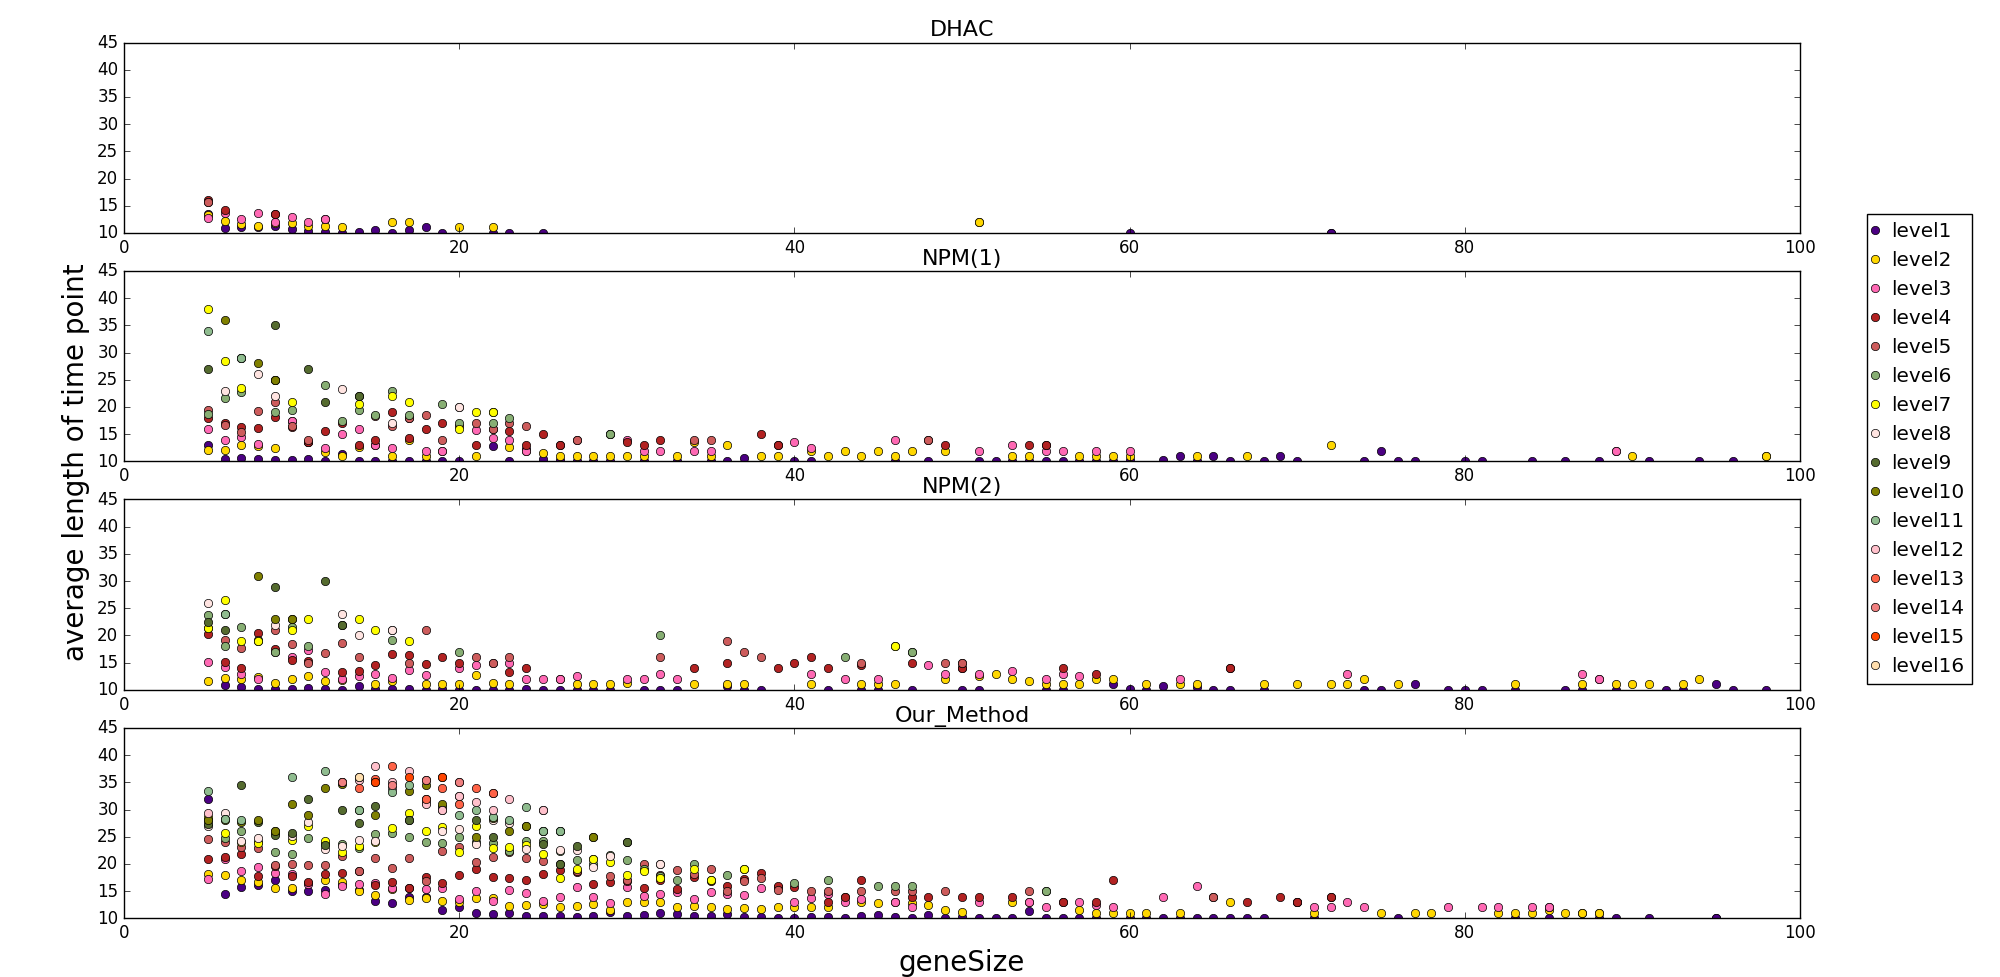 DHAC
45
40
35
30
25
20
15
10
0 20 40 60 80 100
NPM(1)
45
40
35
30
25
20
15
10
0 20 40 60 80 100
NPM(2)
45
40
35
30
25
20
15
10
0 20 40 60 80 100
Our_Method
45
40
35
30
25
20
15
10
0 20 40 60 80 100
geneSize
average length of time point
level1
level2
level3
level4
level5
level6
level7
level8
level9
level10
level11
level12
level13
level14
level15
level16